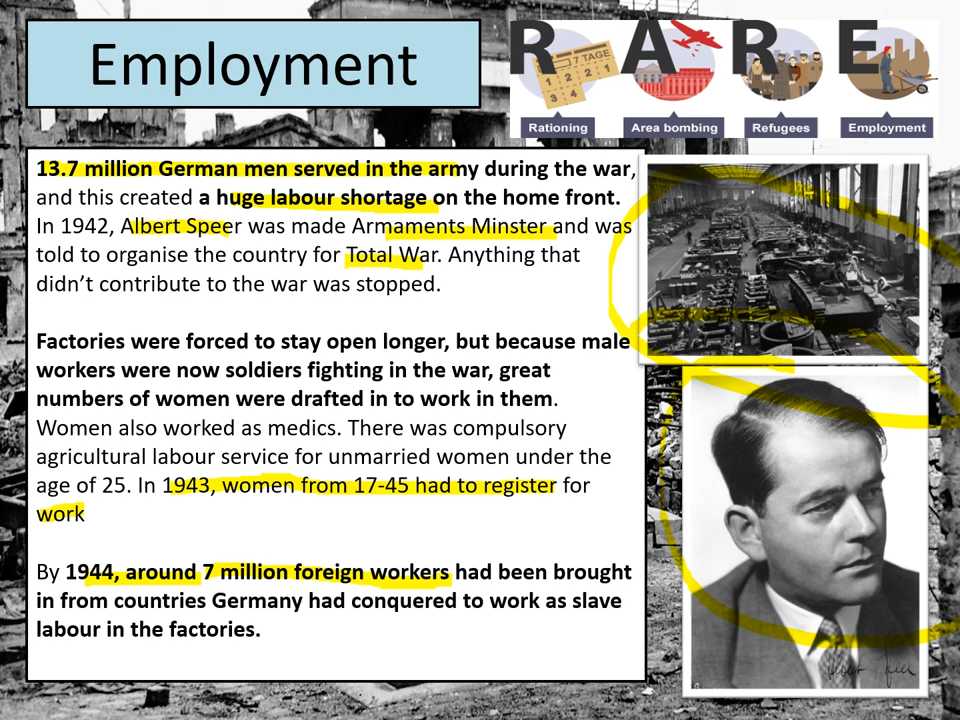 Employment
R A R E
7 TAGE
1 2 2 1
3 4
Rationing
Area bombing
Refugees
Employment
13.7 million German men served in the army during the war,
and this created a huge labour shortage on the home front.
In 1942, Albert Speer was made Armaments Minster and was
told to organise the country for Total War. Anything that
didn’t contribute to the war was stopped.
Factories were forced to stay open longer, but because male
workers were now soldiers fighting in the war, great
numbers of women were drafted in to work in them.
Women also worked as medics. There was compulsory
agricultural labour service for unmarried women under the
age of 25. In 1943, women from 17-45 had to register for
work
By 1944, around 7 million foreign workers had been brought
in from countries Germany had conquered to work as slave
labour in the factories.